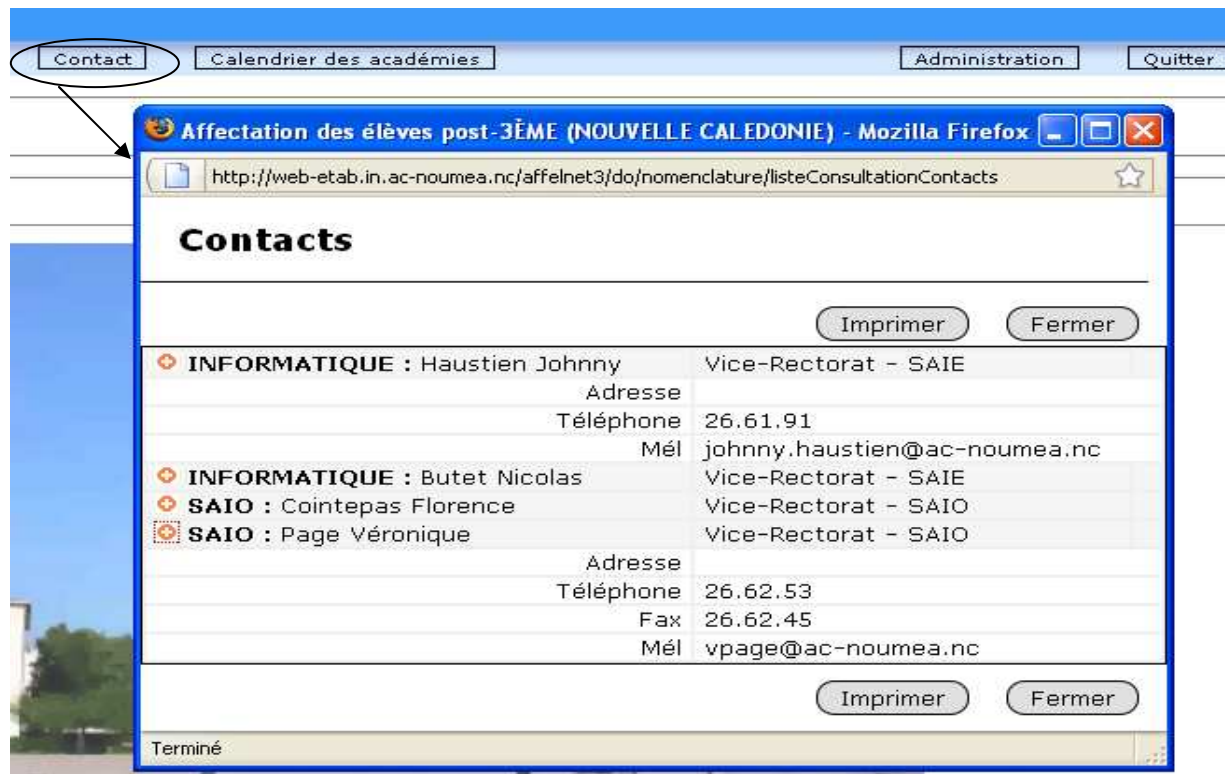 Contact Calendrier des académies Administration Quitter
Affectation des élèves post-3ÈME (NOUVELLE CALEDONIE) - Mozilla Firefox
http://web-etab.in.ac-noumea.nc/affelnet3/do/nomenclature/listeConsultationContacts
Contacts
Imprimer Fermer
INFORMATIQUE : Haustien Johnny Vice-Rectorat - SAIE
Adresse
Téléphone 26.61.91
Mél johnny.haustien@ac-noumea.nc
INFORMATIQUE : Butet Nicolas Vice-Rectorat - SAIE
SAIO : Cointepas Florence Vice-Rectorat - SAIO
SAIO : Page Véronique Vice-Rectorat - SAIO
Adresse
Téléphone 26.62.53
Fax 26.62.45
Mél vpage@ac-noumea.nc
Imprimer Fermer
Terminé